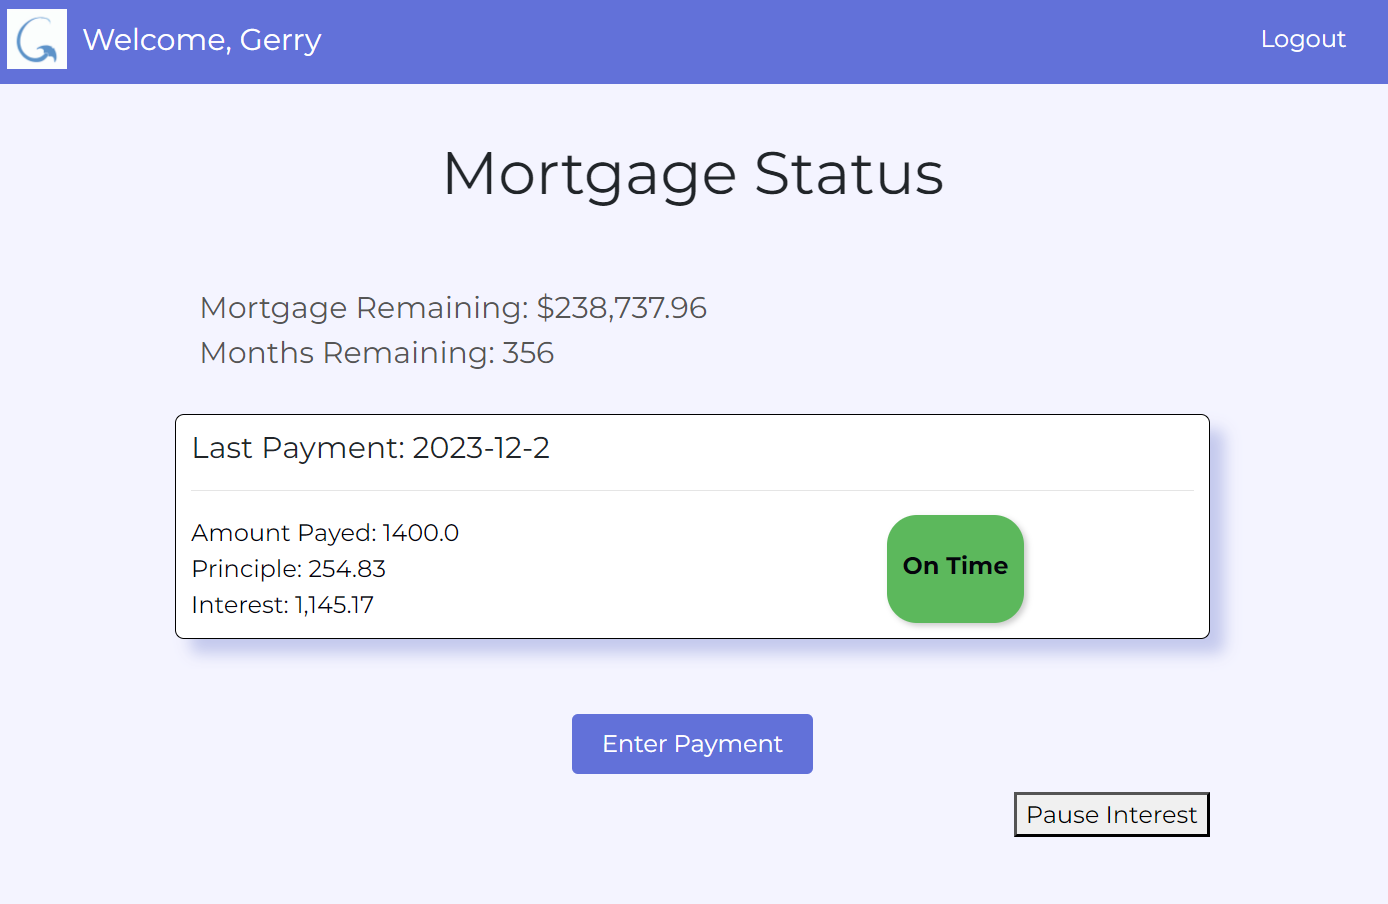 Welcome, Gerry
Logout
Mortgage Status
Mortgage Remaining: $238,737.96
Months Remaining: 356
Last Payment: 2023-12-2
Amount Payed: 1400.0
Principle: 254.83
Interest: 1,145.17
On Time
Enter Payment
Pause Interest